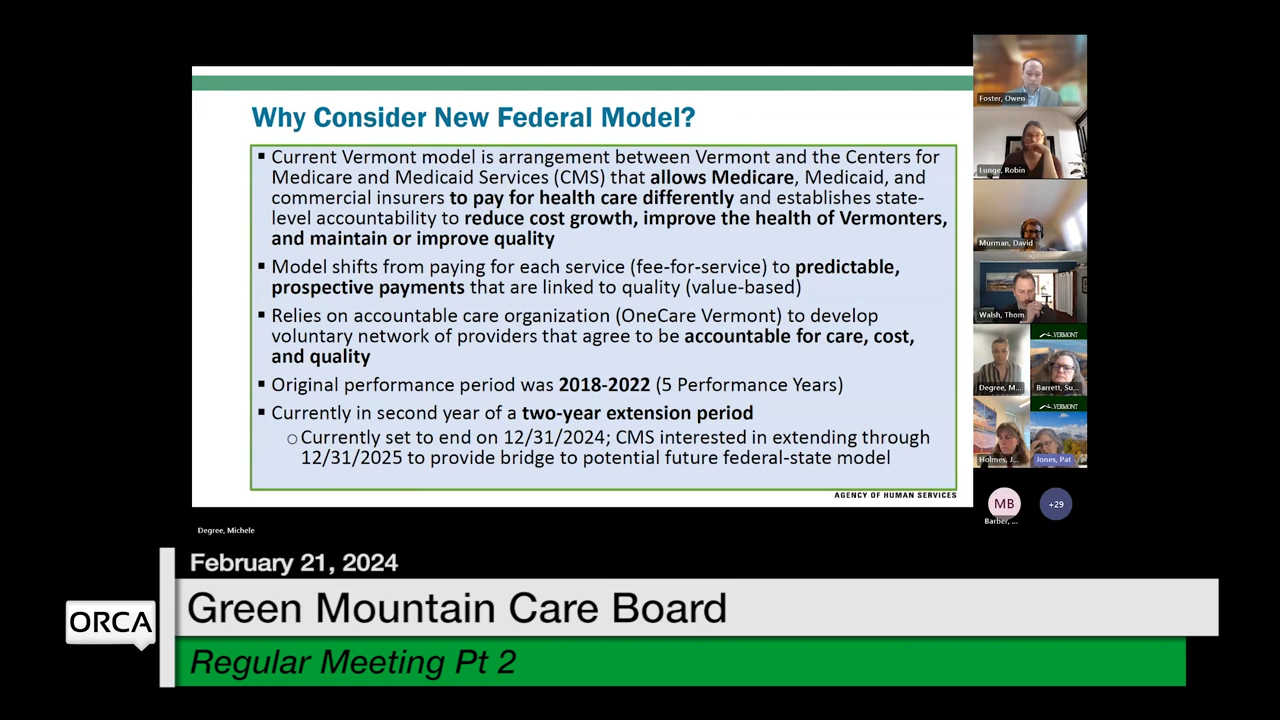 Why Consider New Federal Model?
▪ Current Vermont model is arrangement between Vermont and the Centers for
Medicare and Medicaid Services (CMS) that allows Medicare, Medicaid, and
commercial insurers to pay for health care differently and establishes state-
level accountability to reduce cost growth, improve the health of Vermonters,
and maintain or improve quality
▪ Model shifts from paying for each service (fee-for-service) to predictable,
prospective payments that are linked to quality (value-based)
▪ Relies on accountable care organization (OneCare Vermont) to develop
voluntary network of providers that agree to be accountable for care, cost,
and quality
▪ Original performance period was 2018-2022 (5 Performance Years)
▪ Currently in second year of a two-year extension period
○ Currently set to end on 12/31/2024; CMS interested in extending through
12/31/2025 to provide bridge to potential future federal-state model
AGENCY OF HUMAN SERVICES
Foster, Owen
Lunge, Robin
Murman, David
Walsh, Thom
VERMONT
Degree, M...
Barrett, Su...
VERMONT
Holmes, J...
Jones, Pat
MB
+29
Barber, ...
Degree, Michele
February 21, 2024
ORCA
Green Mountain Care Board
Regular Meeting Pt 2